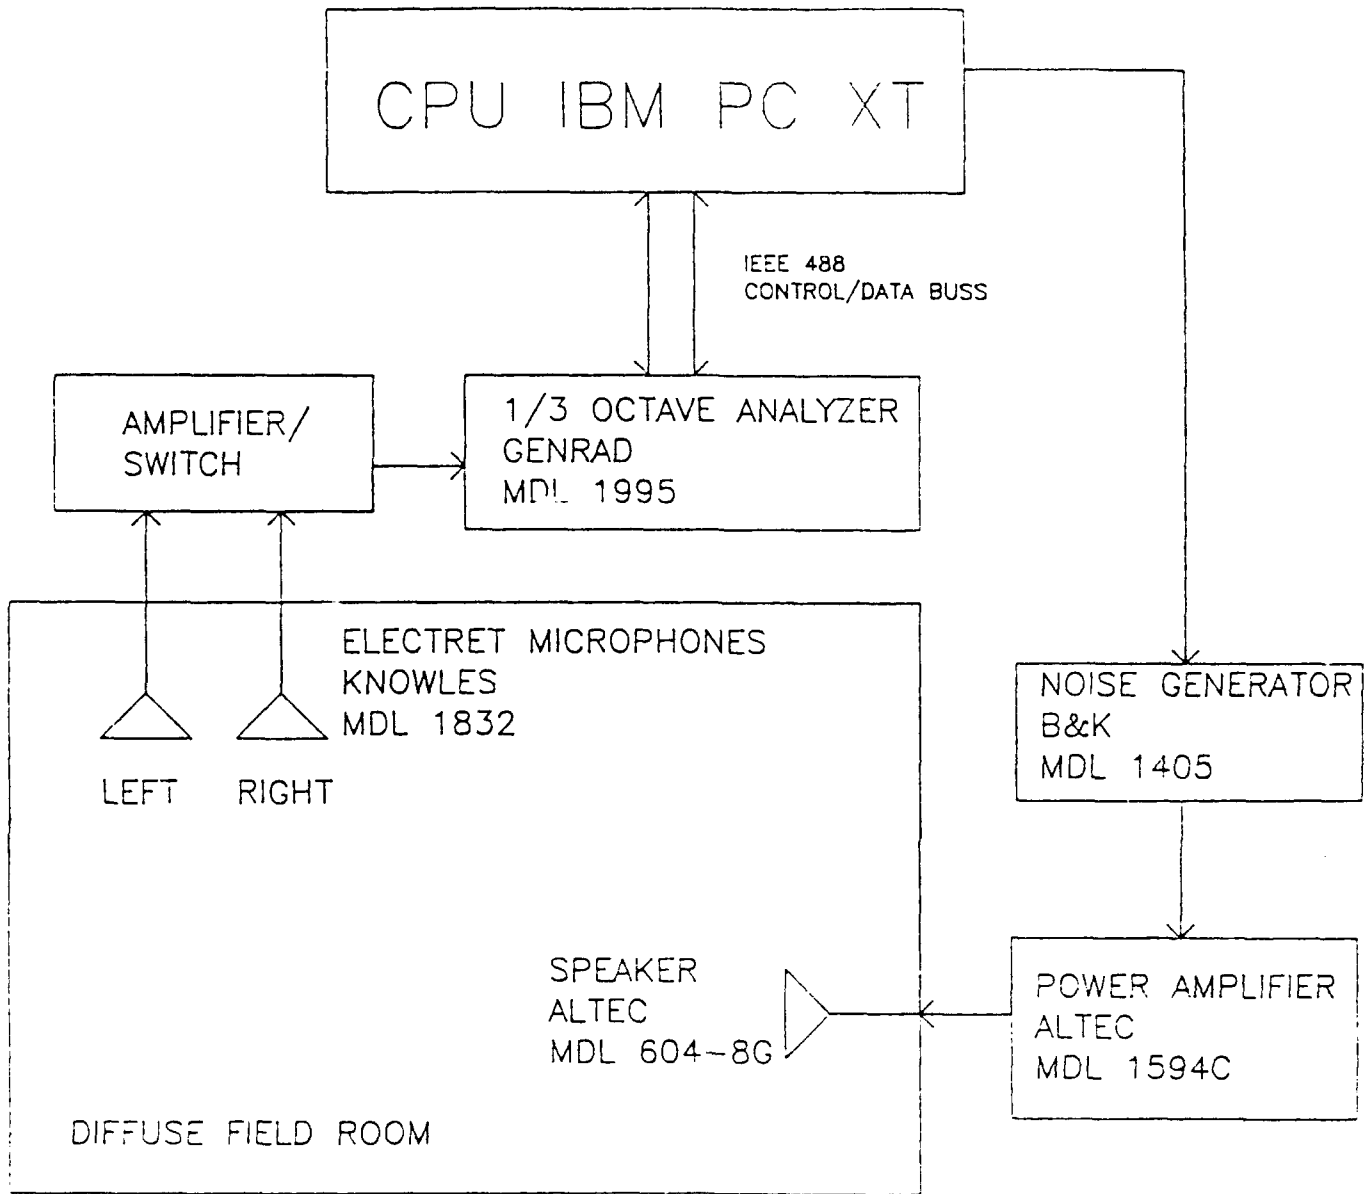 CPU IBM PC XT
IEEE 488
CONTROL/DATA BUSS
AMPLIFIER/
SWITCH
1/3 OCTAVE ANALYZER
GENRAD
MDL 1995
ELECTRET MICROPHONES
KNOWLES
MDL 1832
LEFT RIGHT
NOISE GENERATOR
B&K
MDL 1405
SPEAKER
ALTEC
MDL 604-8G
POWER AMPLIFIER
ALTEC
MDL 1594C
DIFFUSE FIELD ROOM